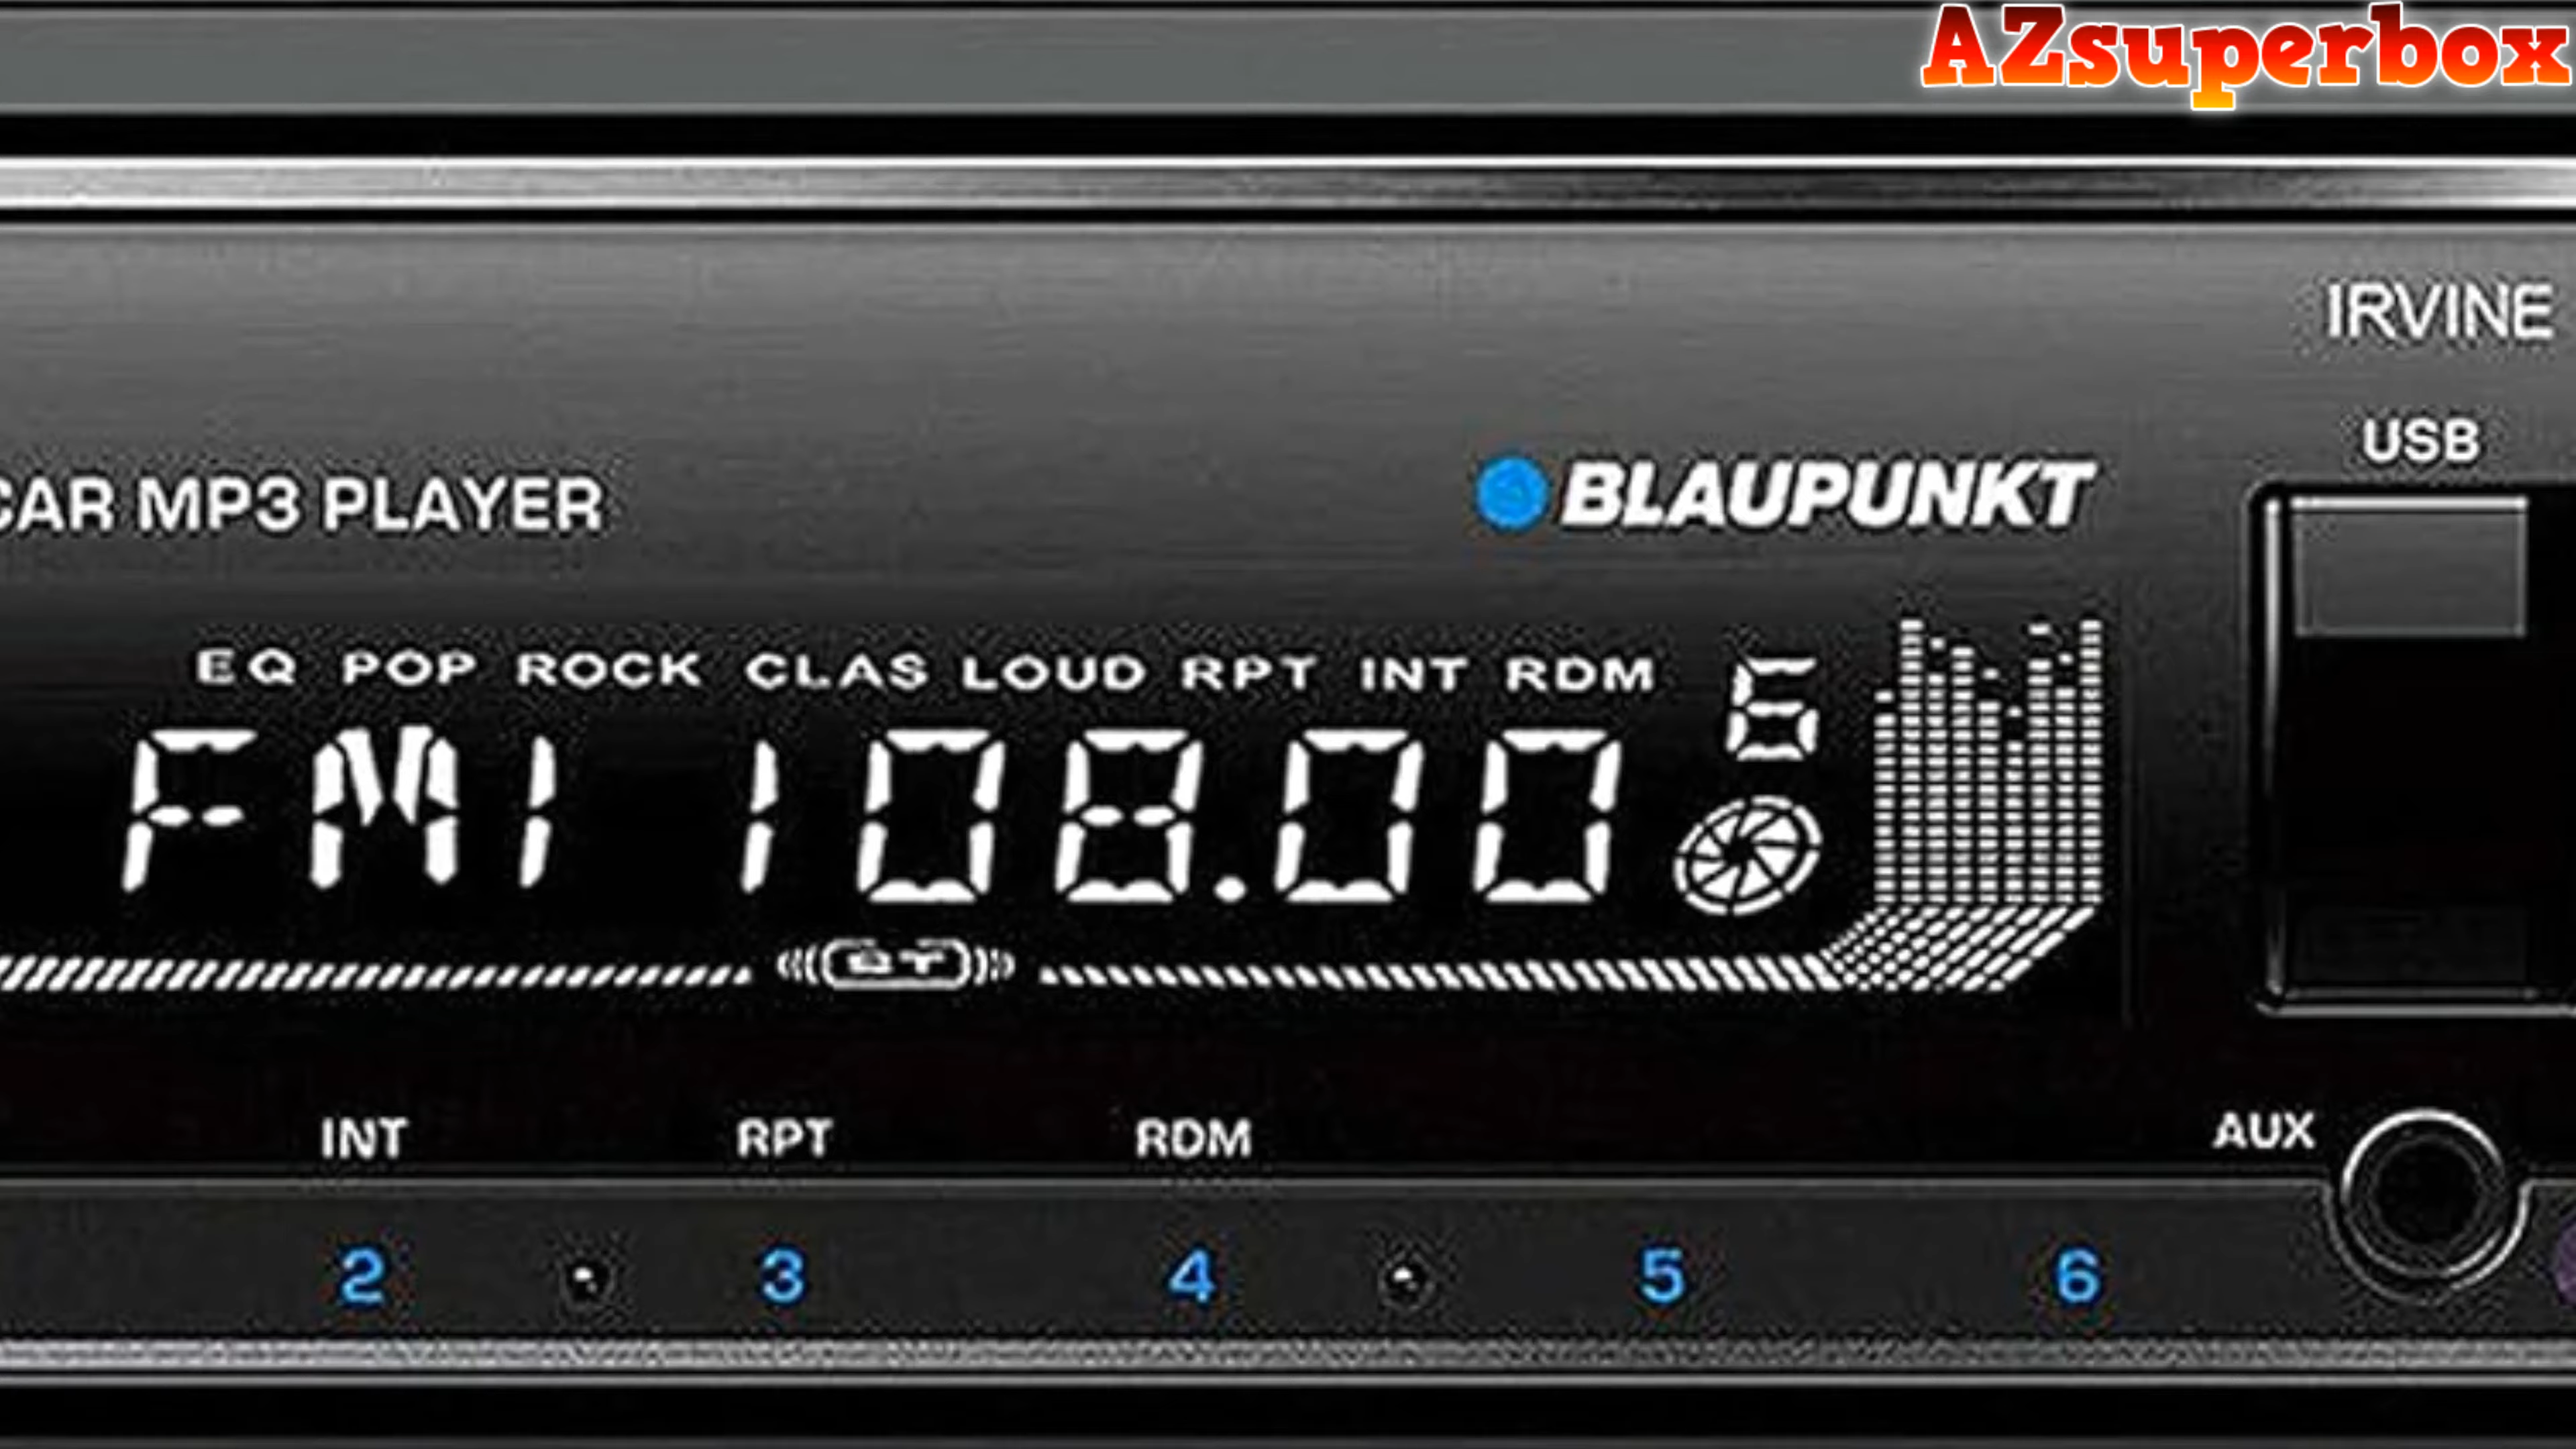 AZsuperbox
IRVINE
USB
CAR MP3 PLAYER
BLAUPUNKT
EQ POP ROCK CLAS LOUD RPT INT RDM
6
FM1 108.00
BT
INT RPT RDM
AUX
2 3 4 5 6